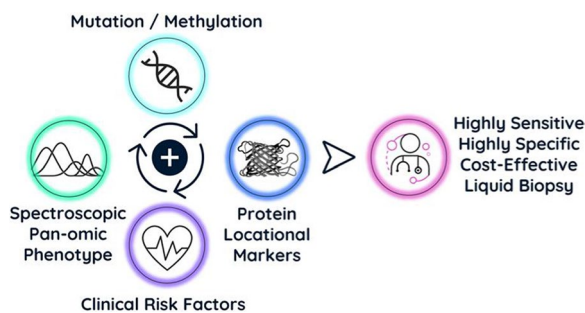 Mutation / Methylation
Spectroscopic
Pan-omic
Phenotype
Protein
Locational
Markers
Clinical Risk Factors
Highly Sensitive
Highly Specific
Cost-Effective
Liquid Biopsy